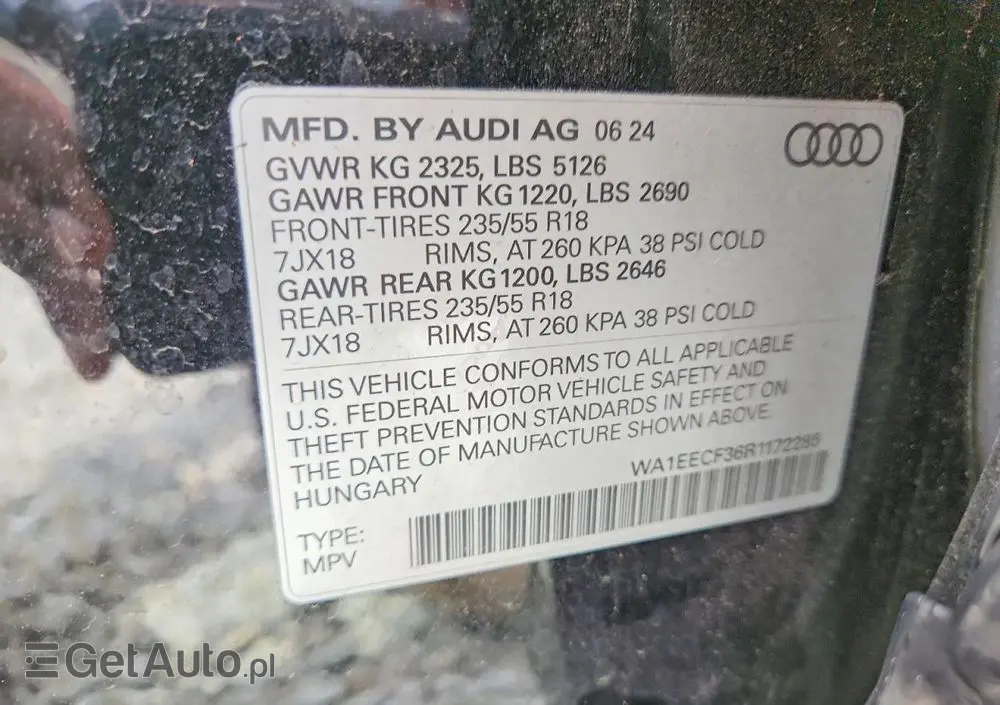 MFD. BY AUDI AG 06 24
GVWR KG 2325, LBS 5126
GAWR FRONT KG 1220, LBS 2690
FRONT-TIRES 235/55 R18
7JX18 RIMS, AT 260 KPA 38 PSI COLD
GAWR REAR KG 1200, LBS 2646
REAR-TIRES 235/55 R18
7JX18 RIMS, AT 260 KPA 38 PSI COLD
THIS VEHICLE CONFORMS TO ALL APPLICABLE
U.S. FEDERAL MOTOR VEHICLE SAFETY AND
THEFT PREVENTION STANDARDS IN EFFECT ON
THE DATE OF MANUFACTURE SHOWN ABOVE.
HUNGARY
WA1EECF36R1172285
TYPE:
MPV
GetAuto.pl